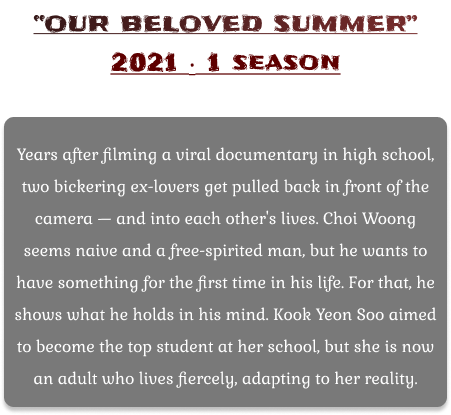 "OUR BELOVED SUMMER"
2021 · 1 SEASON
Years after filming a viral documentary in high school,
two bickering ex-lovers get pulled back in front of the
camera — and into each other's lives. Choi Woong
seems naive and a free-spirited man, but he wants to
have something for the first time in his life. For that, he
shows what he holds in his mind. Kook Yeon Soo aimed
to become the top student at her school, but she is now
an adult who lives fiercely, adapting to her reality.